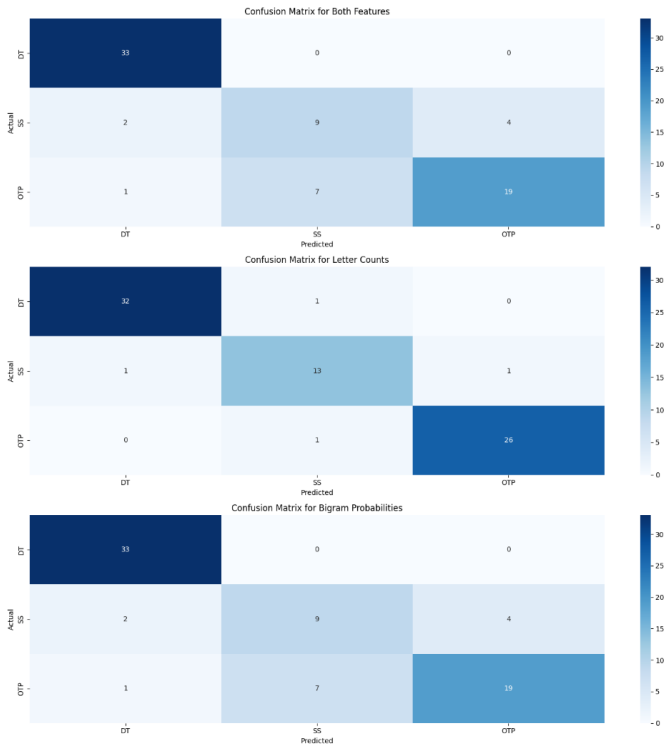 Confusion Matrix for Both Features
DT 33 0 0
SS 2 9 4
OTP 1 7 19
Actual
DT SS OTP
Predicted
30
25
20
15
10
5
0
Confusion Matrix for Letter Counts
DT 32 1 0
SS 1 13 1
OTP 0 1 26
Actual
DT SS OTP
Predicted
30
25
20
15
10
5
0
Confusion Matrix for Bigram Probabilities
DT 33 0 0
SS 2 9 4
OTP 1 7 19
Actual
DT SS OTP
Predicted
30
25
20
15
10
5
0